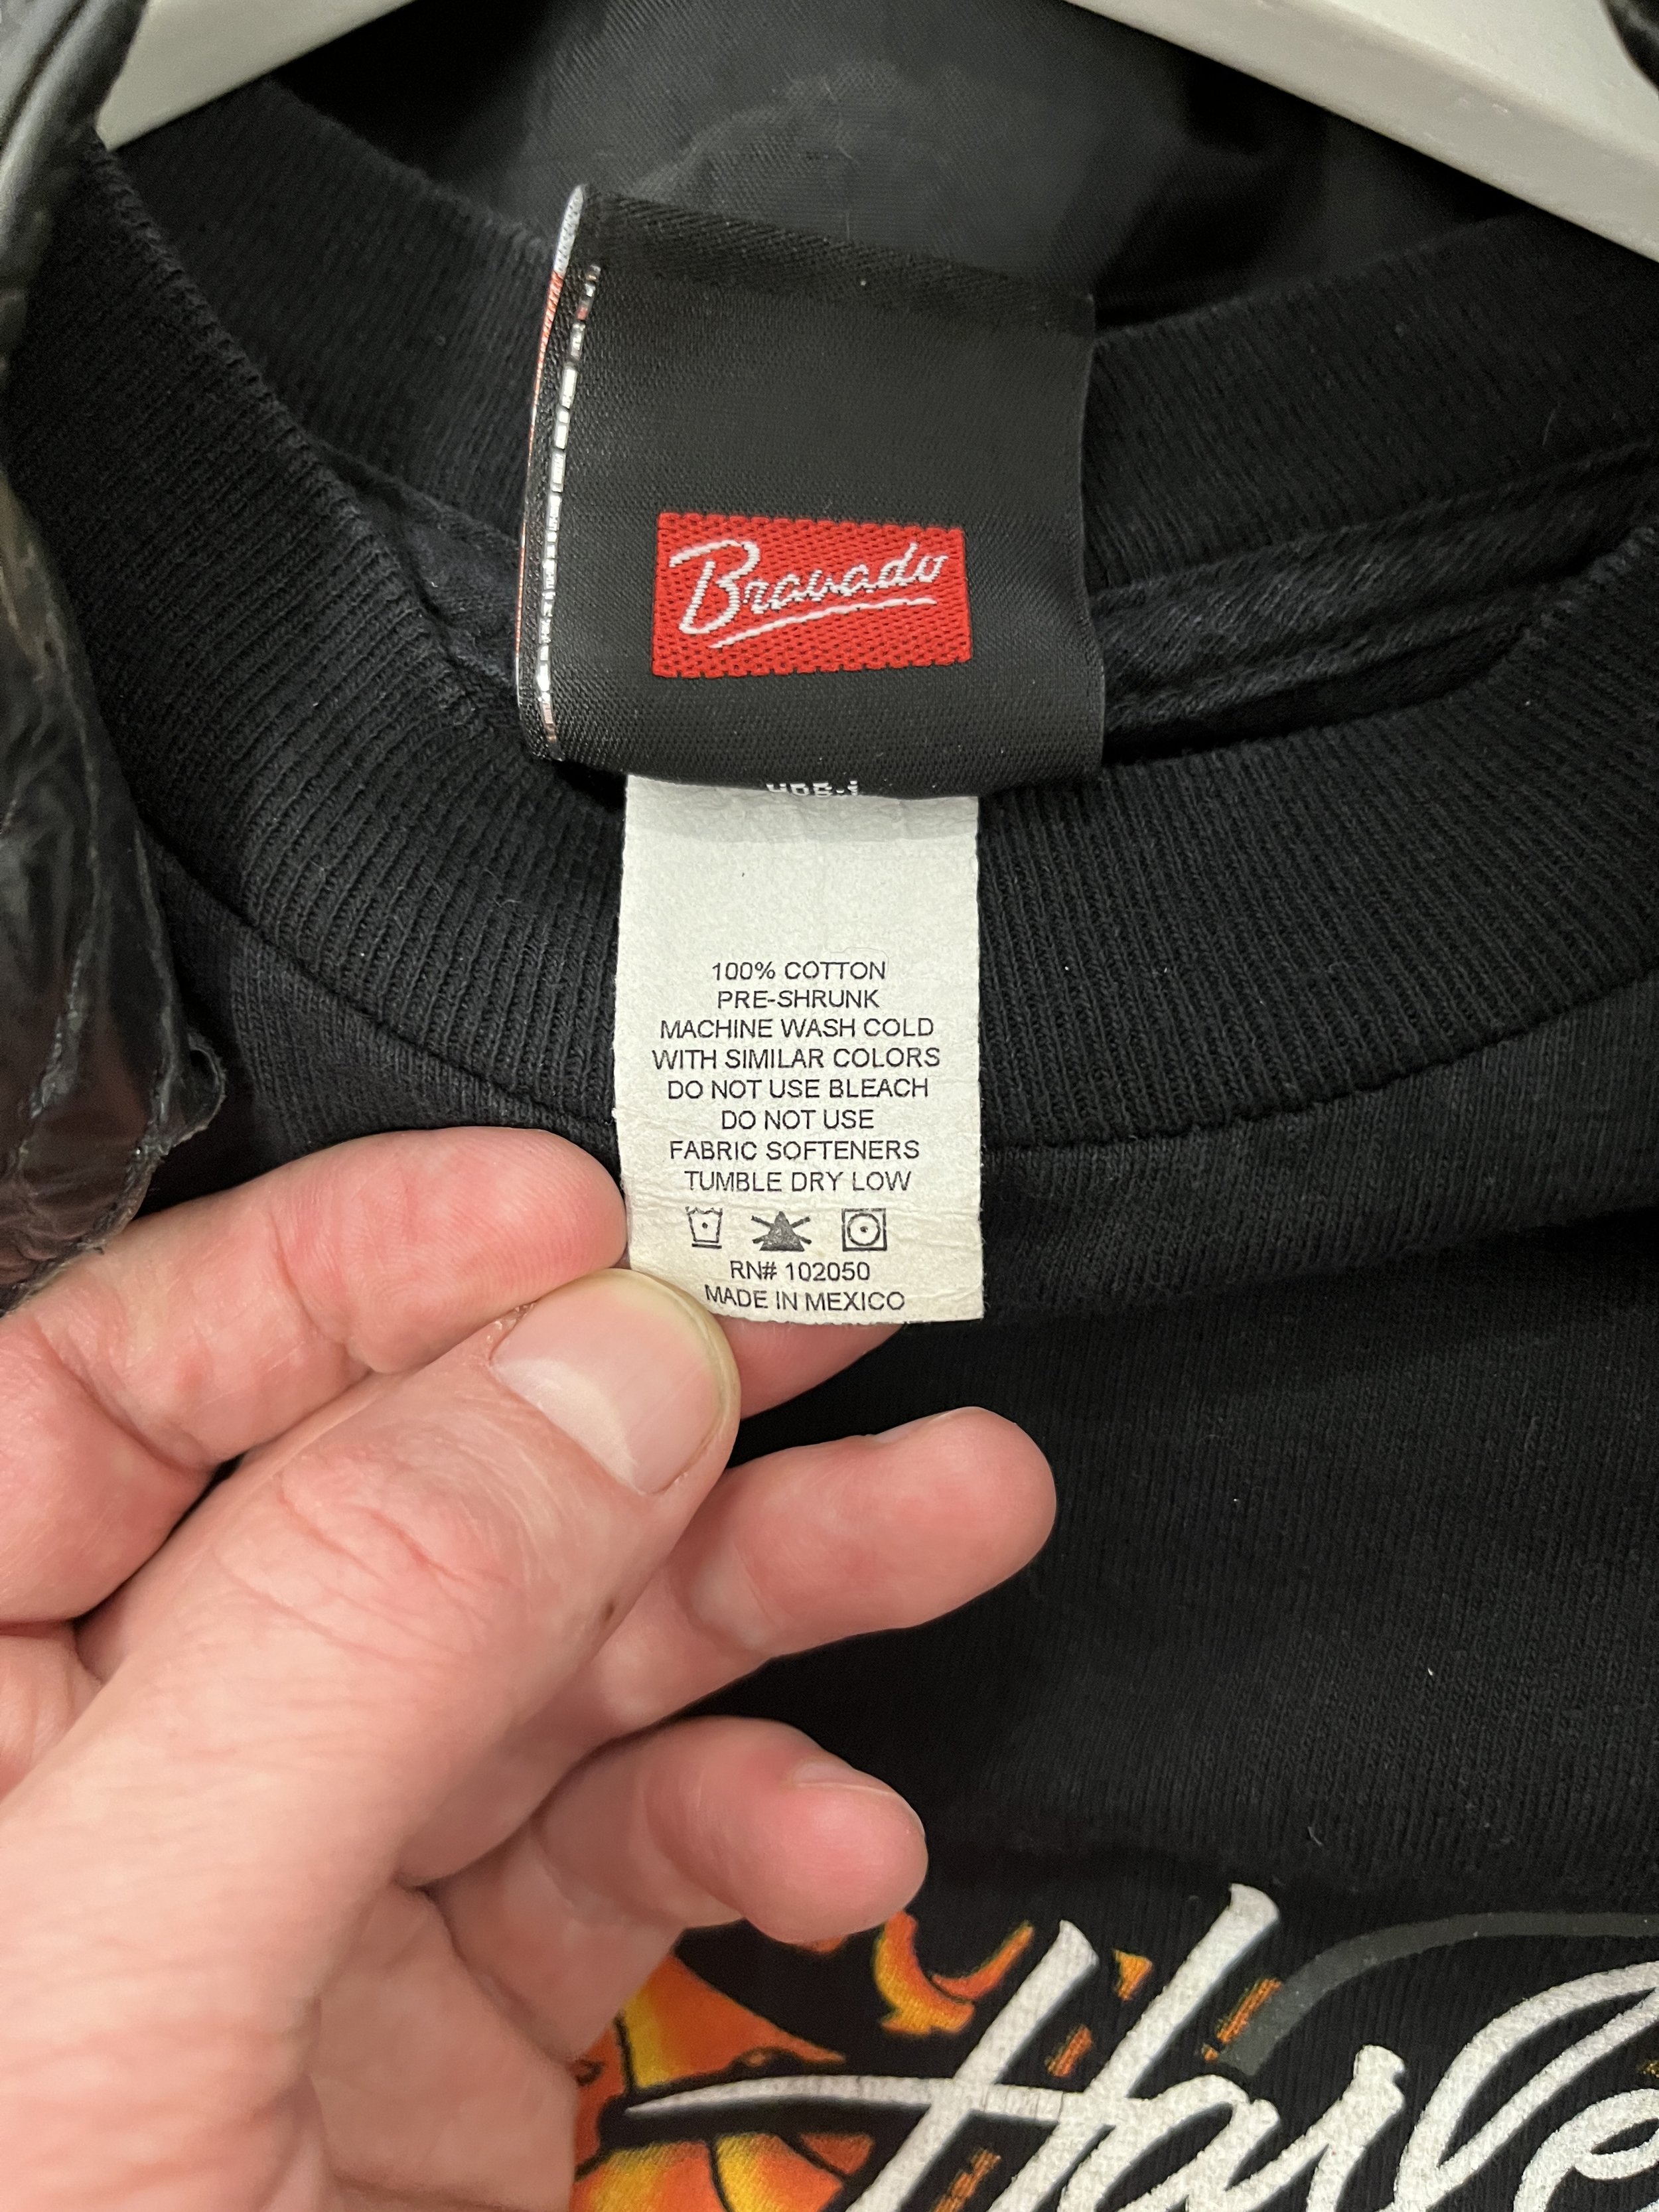 Bravado
100% COTTON
PRE-SHRUNK
MACHINE WASH COLD
WITH SIMILAR COLORS
DO NOT USE BLEACH
DO NOT USE
FABRIC SOFTENERS
TUMBLE DRY LOW
RN# 102050
MADE IN MEXICO
Harle